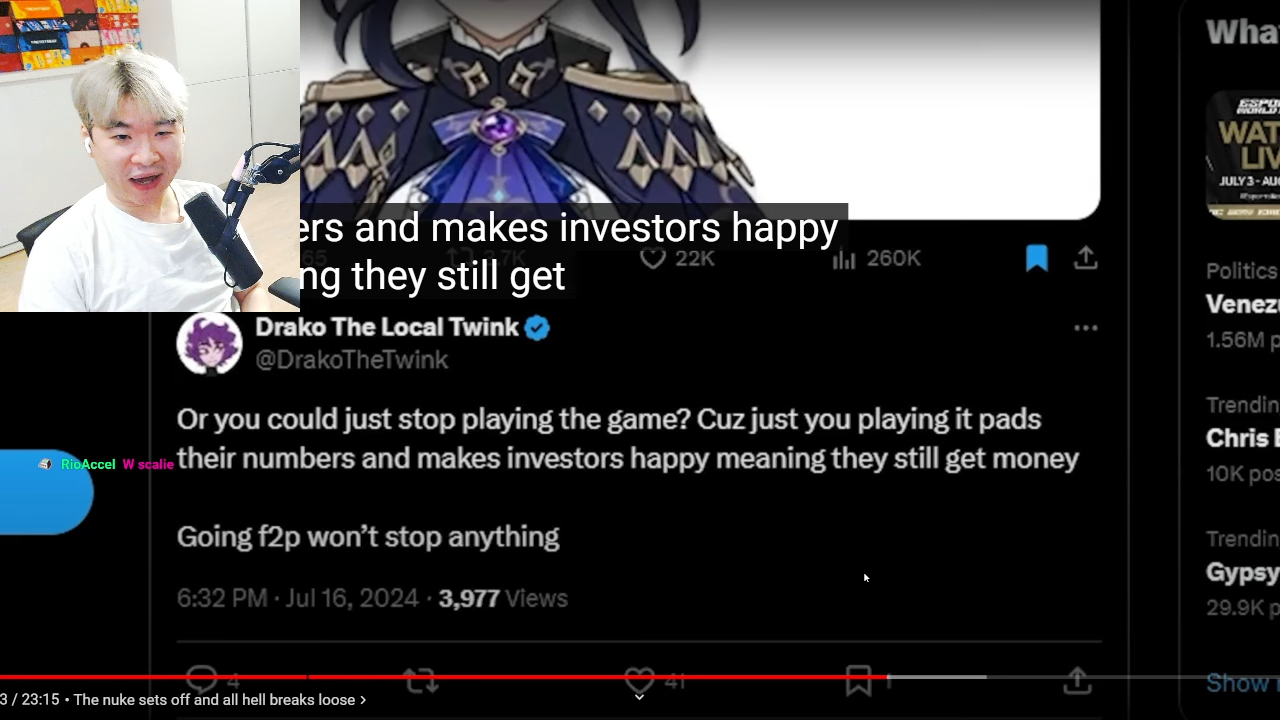 Wha
WAT
LIV
JULY 3 - AU
ers and makes investors happy
ng they still get
22K
260K
Politics
Venezu
1.56M p
Drako The Local Twink
@DrakoTheTwink
Or you could just stop playing the game? Cuz just you playing it pads
their numbers and makes investors happy meaning they still get money
Trendin
Chris E
10K pos
RioAccel W scalie
Going f2p won't stop anything
Trendin
Gypsy
29.9K p
6:32 PM · Jul 16, 2024 · 3,977 Views
4
41
1
Show r
3 / 23:15 • The nuke sets off and all hell breaks loose >